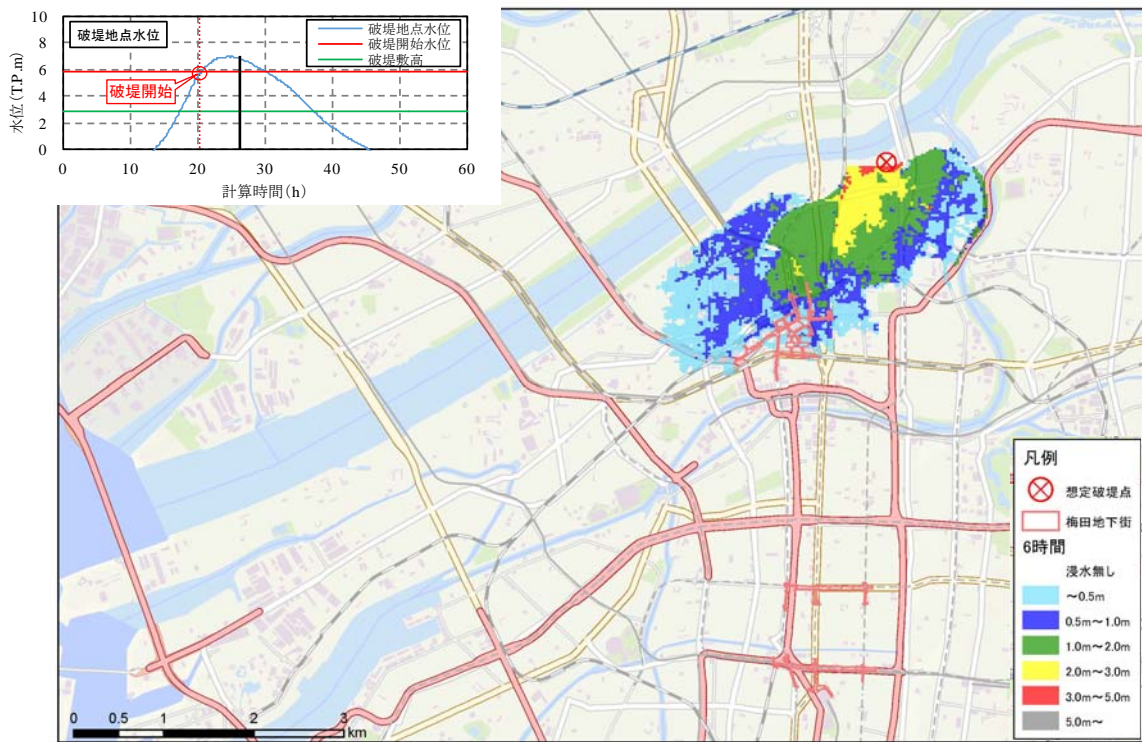 破堤地点水位
破堤地点水位
破堤開始水位
破堤敷高
破堤開始
水位(T.P.m)
10
8
6
4
2
0
0 10 20 30 40 50 60
計算時間(h)
凡例
想定破堤点
梅田地下街
6時間
浸水無し
～0.5m
0.5m～1.0m
1.0m～2.0m
2.0m～3.0m
3.0m～5.0m
5.0m～
0 0.5 1 2 3
km